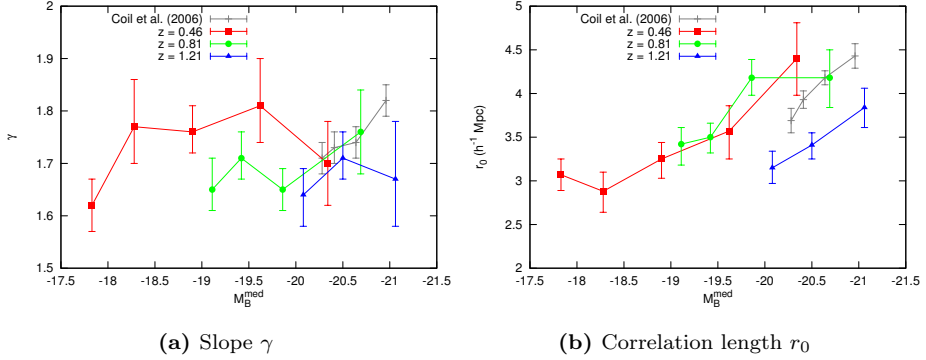 Coil et al. (2006)
z = 0.46
z = 0.81
z = 1.21
2
1.9
1.8
1.7
1.6
1.5
γ
-17.5 -18 -18.5 -19 -19.5 -20 -20.5 -21 -21.5
M_B^med
(a) Slope γ
Coil et al. (2006)
z = 0.46
z = 0.81
z = 1.21
5
4.5
4
3.5
3
2.5
2
r₀ (h⁻¹ Mpc)
-17.5 -18 -18.5 -19 -19.5 -20 -20.5 -21 -21.5
M_B^med
(b) Correlation length r₀